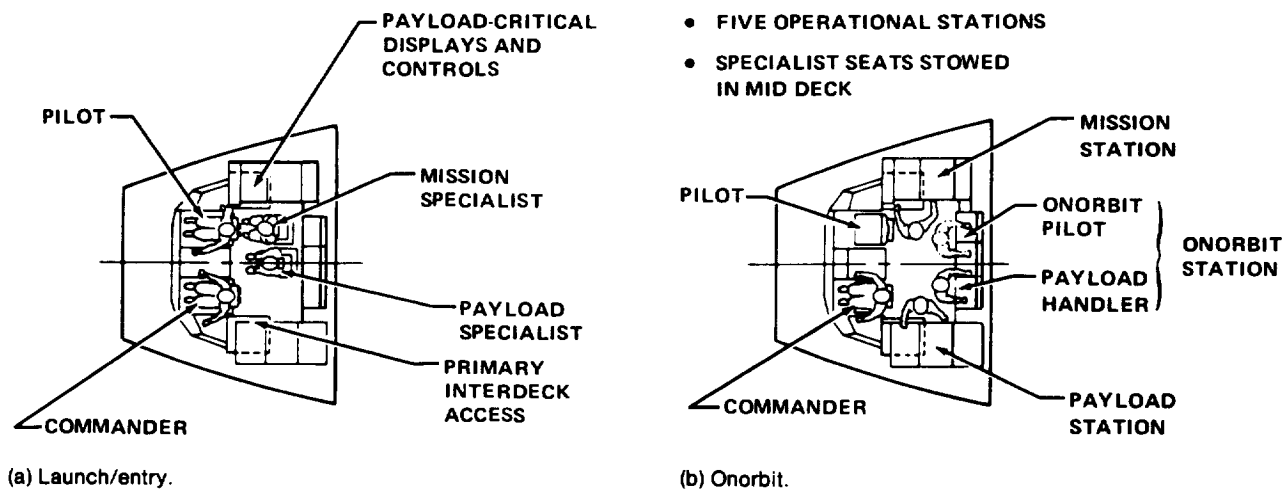 PAYLOAD-CRITICAL
DISPLAYS AND
CONTROLS
PILOT
MISSION
SPECIALIST
PAYLOAD
SPECIALIST
PRIMARY
INTERDECK
ACCESS
COMMANDER
(a) Launch/entry.
• FIVE OPERATIONAL STATIONS
• SPECIALIST SEATS STOWED
IN MID DECK
MISSION
STATION
PILOT
ONORBIT
PILOT
ONORBIT
STATION
PAYLOAD
HANDLER
COMMANDER
PAYLOAD
STATION
(b) Onorbit.